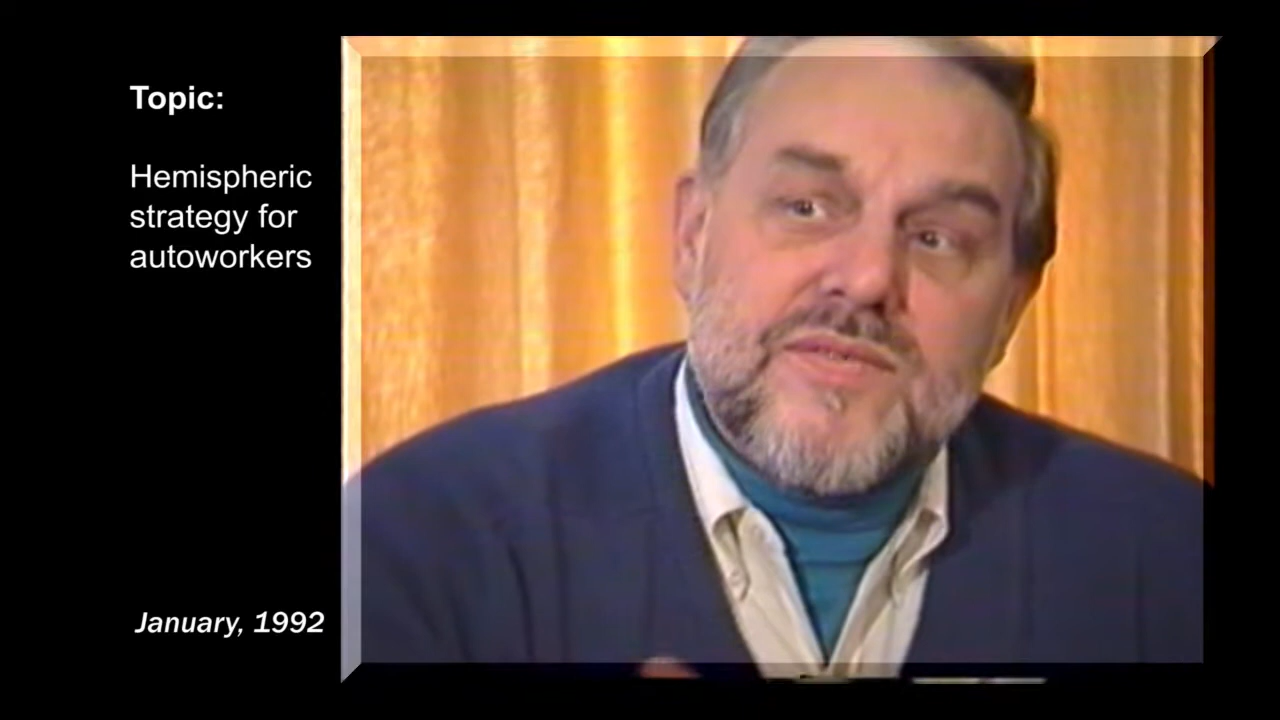 Topic:
Hemispheric
strategy for
autoworkers
January, 1992